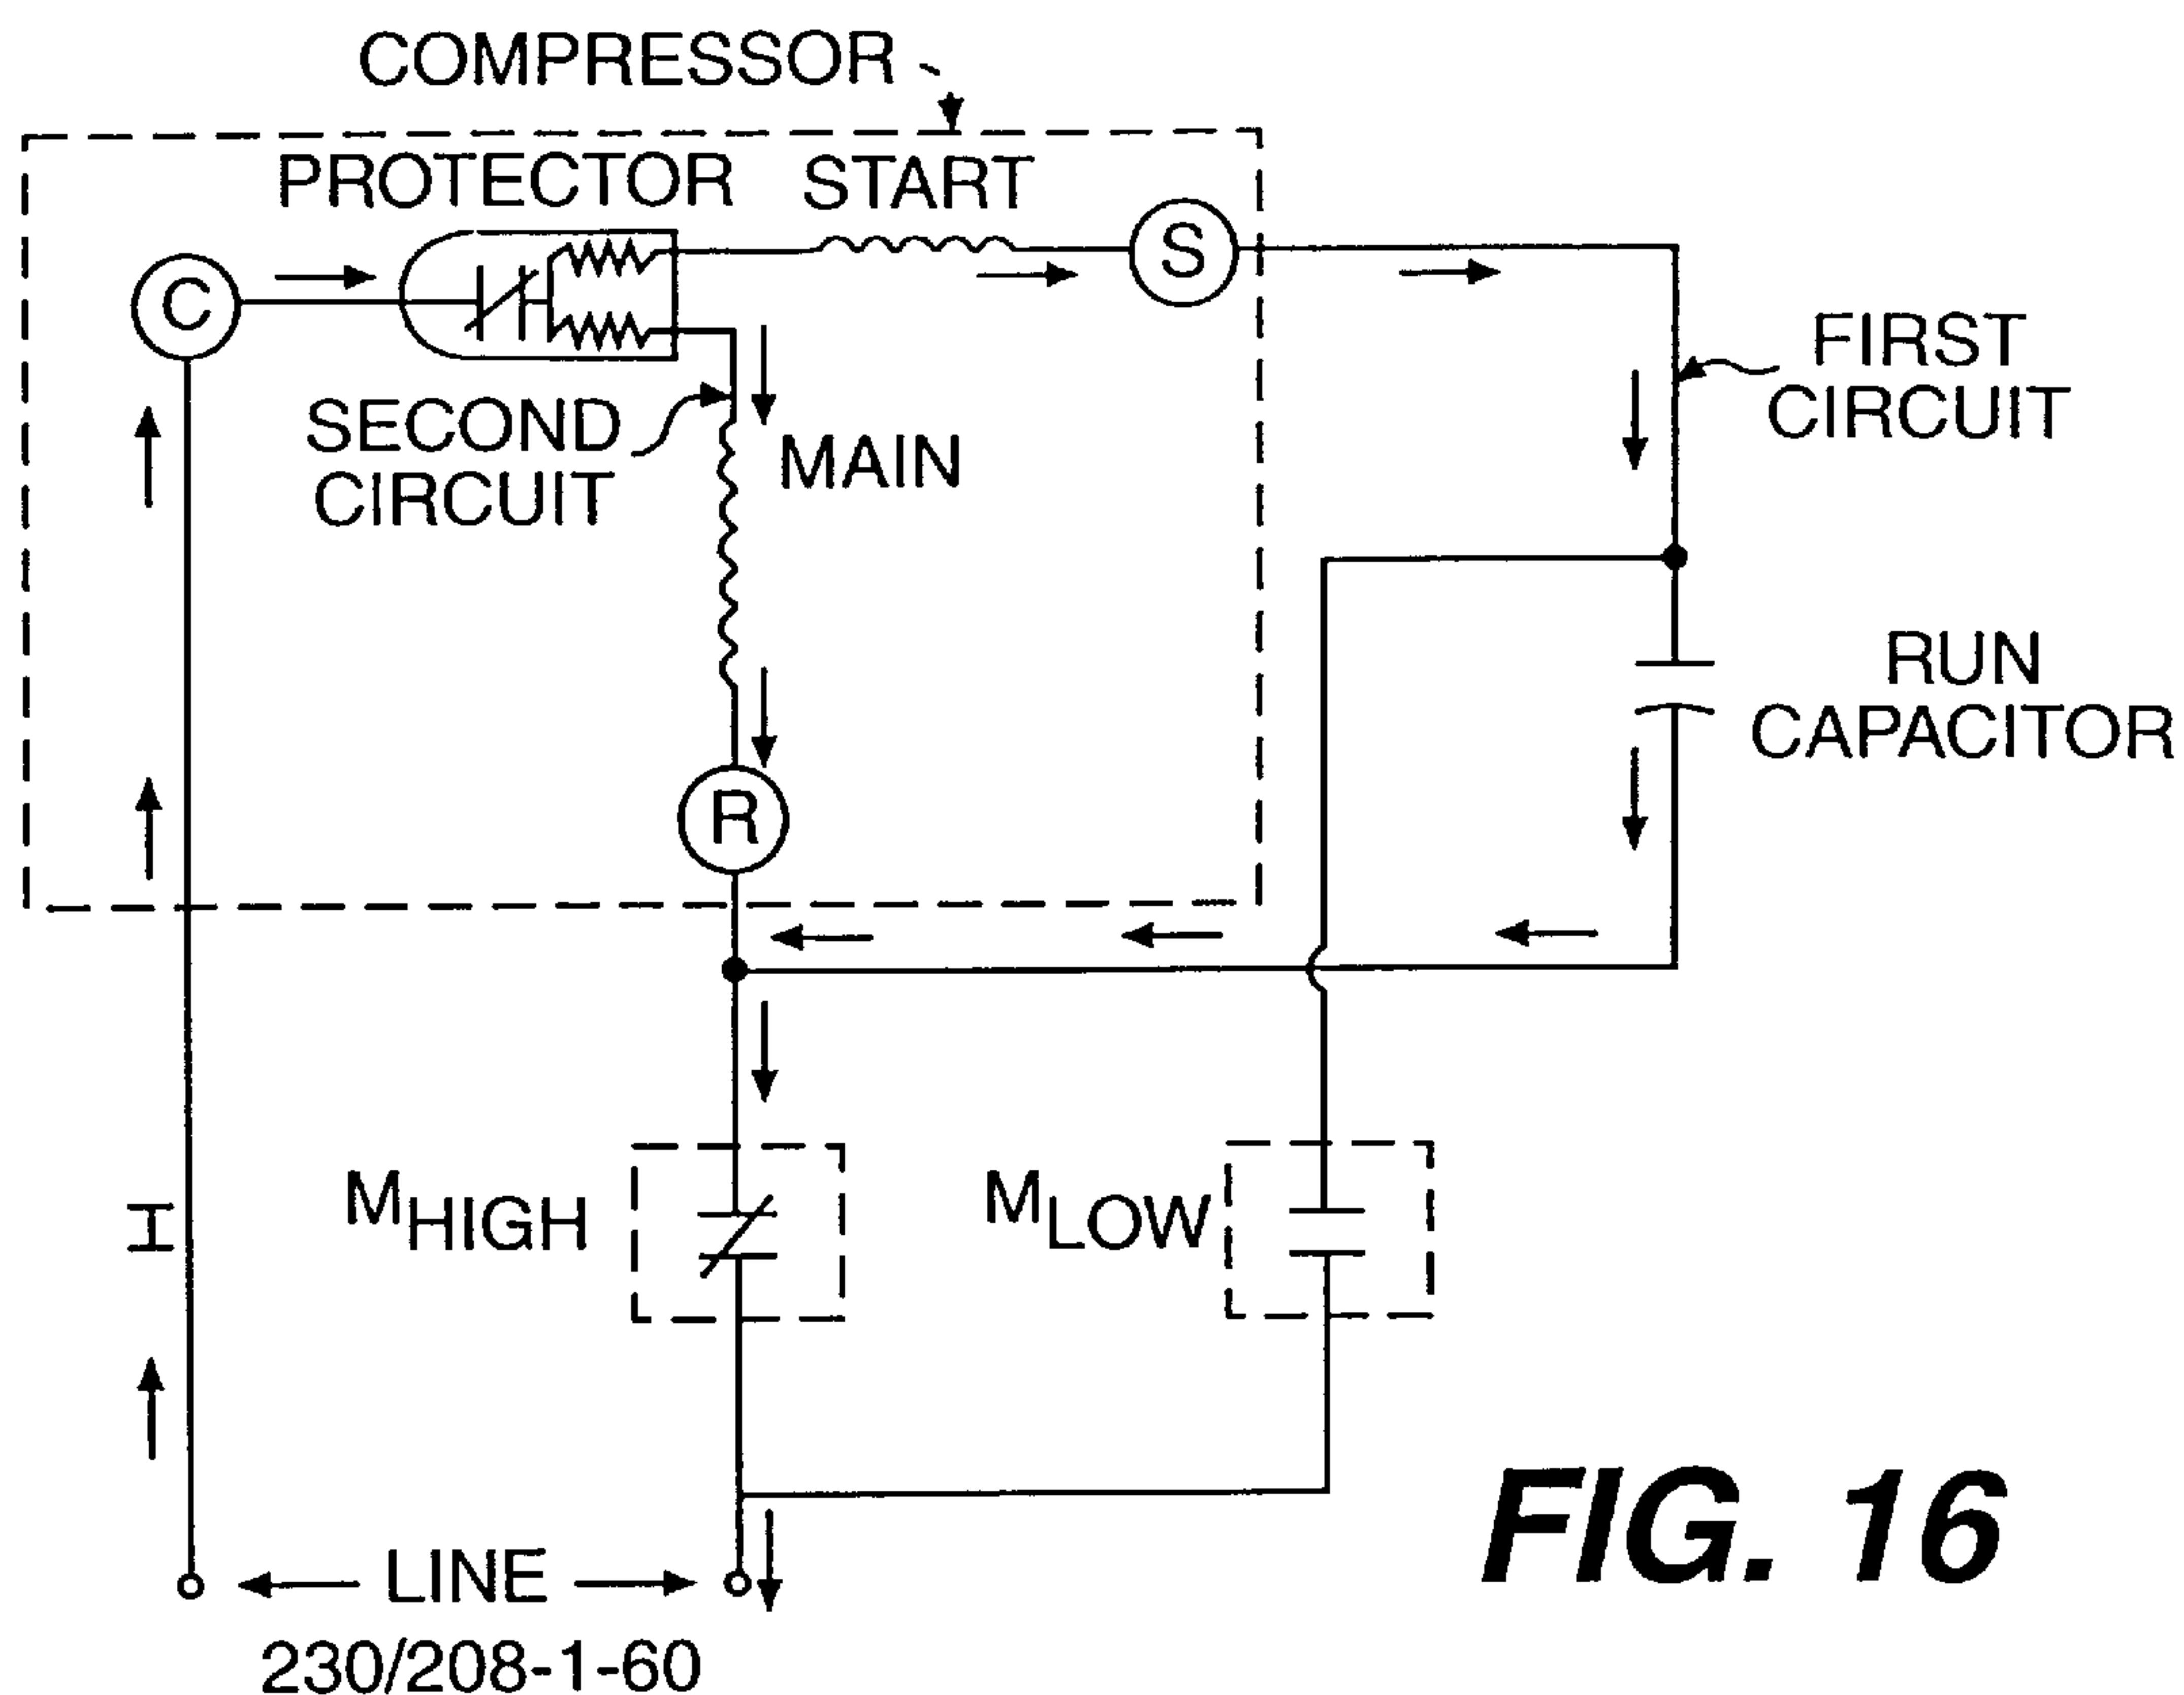 COMPRESSOR
PROTECTOR
START
C
S
FIRST
CIRCUIT
SECOND
CIRCUIT
MAIN
RUN
CAPACITOR
R
I
MHIGH
MLOW
LINE
230/208-1-60
FIG. 16